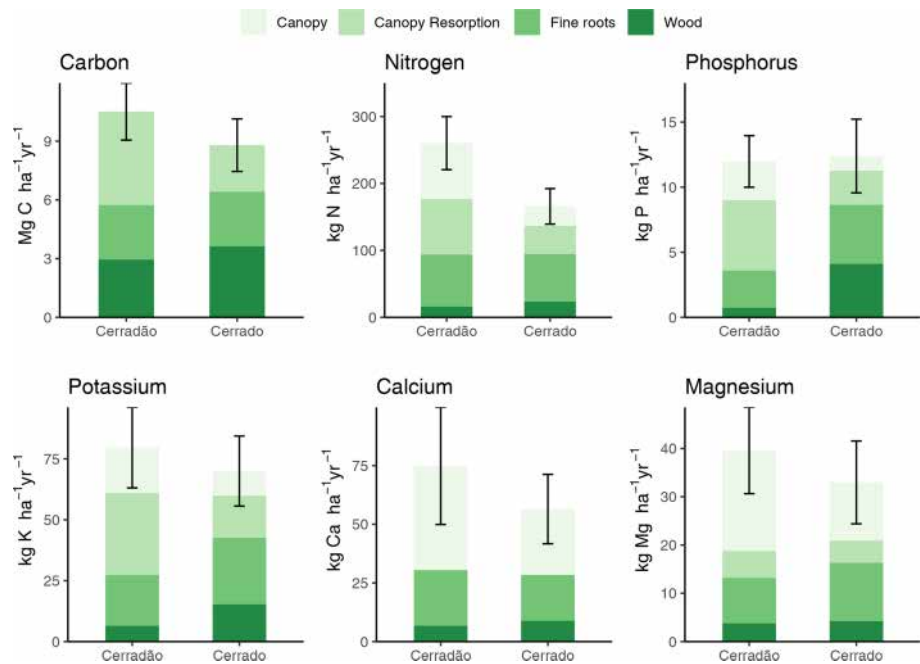 Canopy Canopy Resorption Fine roots Wood
Carbon
Mg C ha⁻¹yr⁻¹
9
6
3
0
Cerradão Cerrado
Nitrogen
kg N ha⁻¹yr⁻¹
300
200
100
0
Cerradão Cerrado
Phosphorus
kg P ha⁻¹yr⁻¹
15
10
5
0
Cerradão Cerrado
Potassium
kg K ha⁻¹yr⁻¹
75
50
25
0
Cerradão Cerrado
Calcium
kg Ca ha⁻¹yr⁻¹
75
50
25
0
Cerradão Cerrado
Magnesium
kg Mg ha⁻¹yr⁻¹
40
30
20
10
0
Cerradão Cerrado